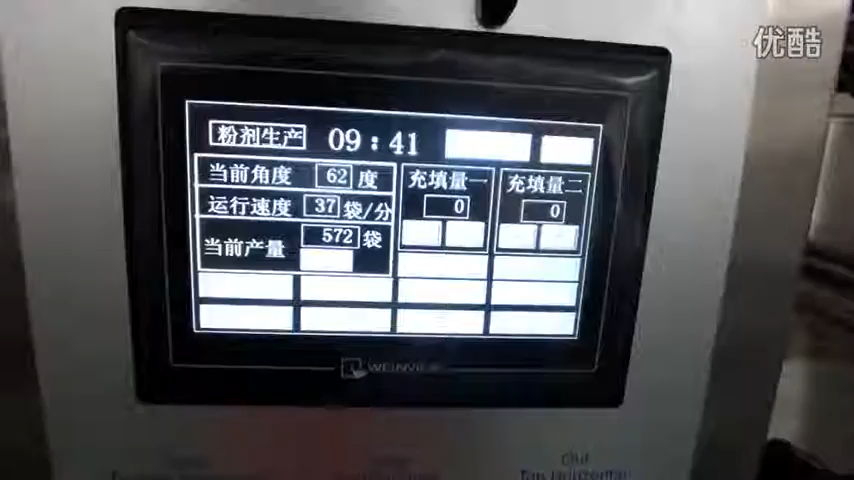 优酷
粉剂生产 09:41
当前角度 62 度 充填量一 充填量二
运行速度 37 袋/分 0 0
当前产量 572 袋
WEINVIEW
Top Horizontal